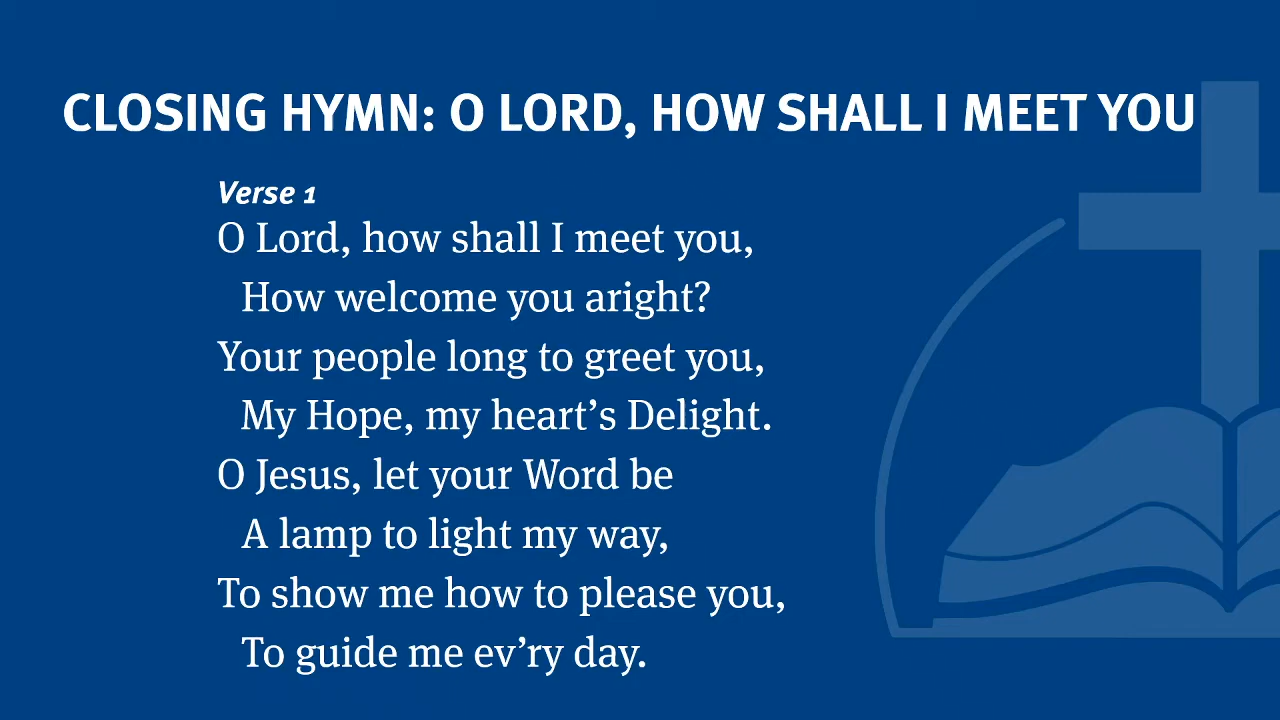 CLOSING HYMN: O LORD, HOW SHALL I MEET YOU
Verse 1
O Lord, how shall I meet you,
How welcome you aright?
Your people long to greet you,
My Hope, my heart’s Delight.
O Jesus, let your Word be
A lamp to light my way,
To show me how to please you,
To guide me ev’ry day.